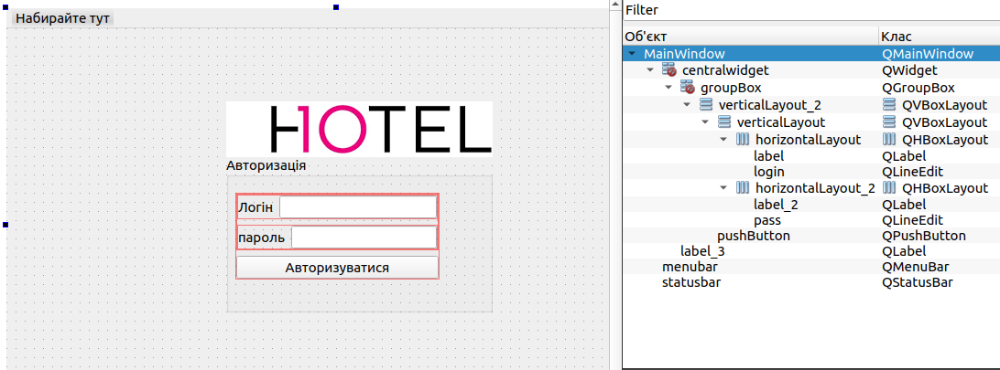 Набирайте тут
H1OTEL
Авторизація
Логін
пароль
Авторизуватися
Filter
Об'єкт Клас
MainWindow QMainWindow
centralwidget QWidget
groupBox QGroupBox
verticalLayout_2 QVBoxLayout
verticalLayout QVBoxLayout
horizontalLayout QHBoxLayout
label QLabel
login QLineEdit
horizontalLayout_2 QHBoxLayout
label_2 QLabel
pass QLineEdit
pushButton QPushButton
label_3 QLabel
menubar QMenuBar
statusbar QStatusBar